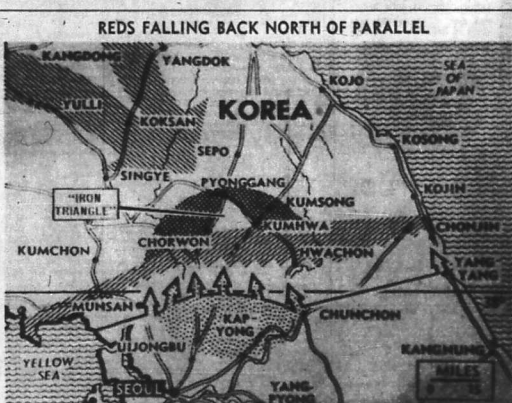 REDS FALLING BACK NORTH OF PARALLEL
KANGDONG
YANGDOK
SEA
OF
JAPAN
KOJO
YULLI
KOREA
KOKSAN
KOSONG
SEPO
SINGYE
PYONGGANG
KOJIN
"IRON
TRIANGLE"
KUMSONG
KUMHWA
CHORWON
KUMCHON
HWACHON
YANG
YANG
MUNSAN
KAP-
YONG
CHUNCHON
UIJONGBU
KANGNUNG
YELLOW
SEA
MILES
SEOUL
YANG-
PYONG